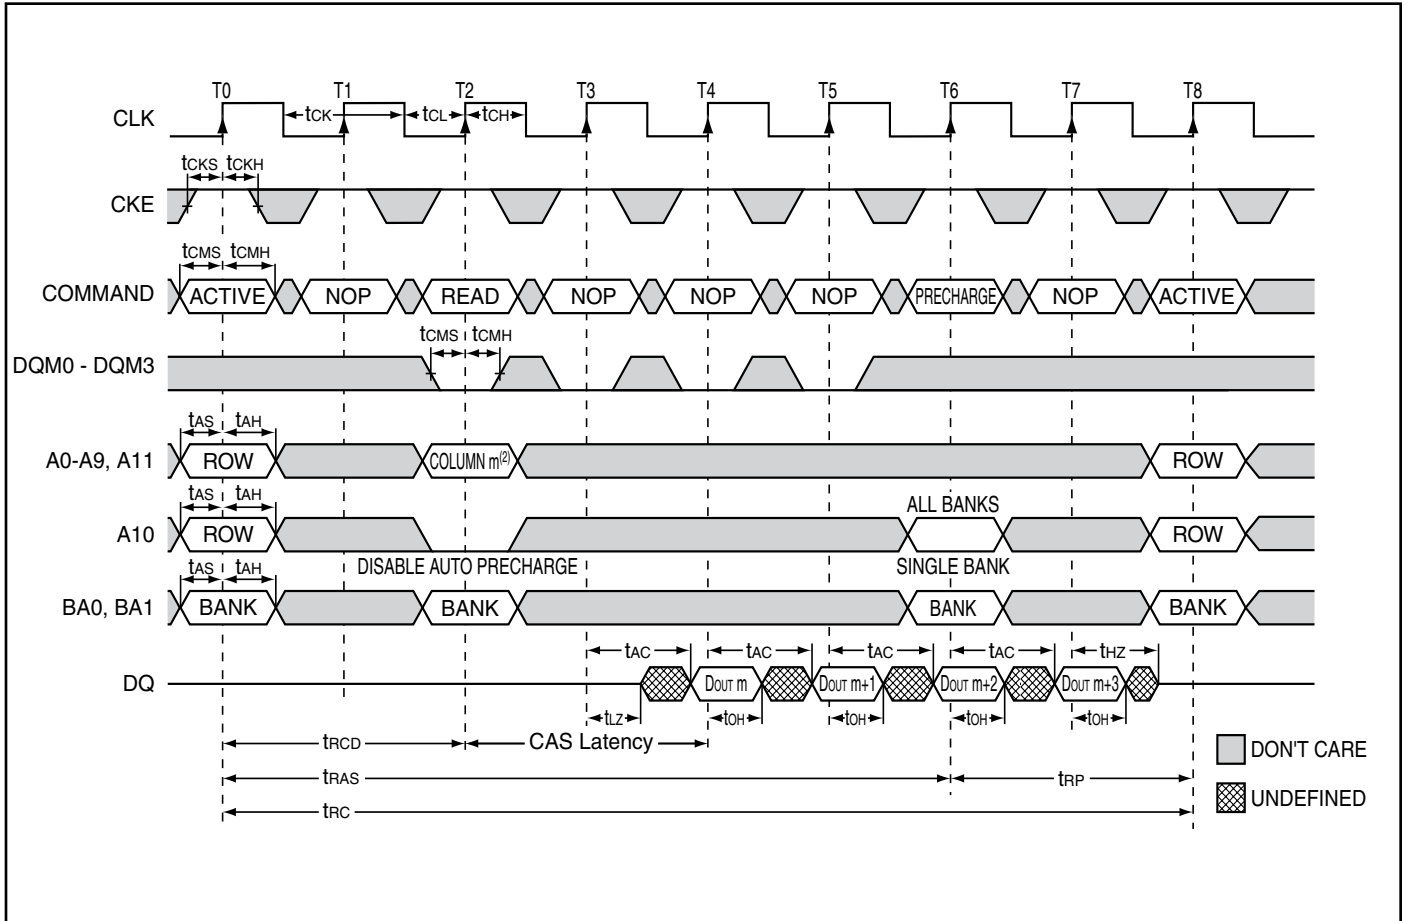 T0 T1 T2 T3 T4 T5 T6 T7 T8
CLK tCK tCL tCH
tCKS tCKH
CKE
tCMS tCMH
COMMAND ACTIVE NOP READ NOP NOP NOP PRECHARGE NOP ACTIVE
tCMS tCMH
DQM0 - DQM3
tAS tAH
A0-A9, A11 ROW COLUMN m(2) ROW
tAS tAH ALL BANKS
A10 ROW ROW
DISABLE AUTO PRECHARGE SINGLE BANK
tAS tAH
BA0, BA1 BANK BANK BANK BANK
tAC tAC tAC tAC tHZ
DQ DOUT m DOUT m+1 DOUT m+2 DOUT m+3
tLZ tOH tOH tOH tOH
tRCD CAS Latency
DON'T CARE
tRAS tRP
UNDEFINED
tRC